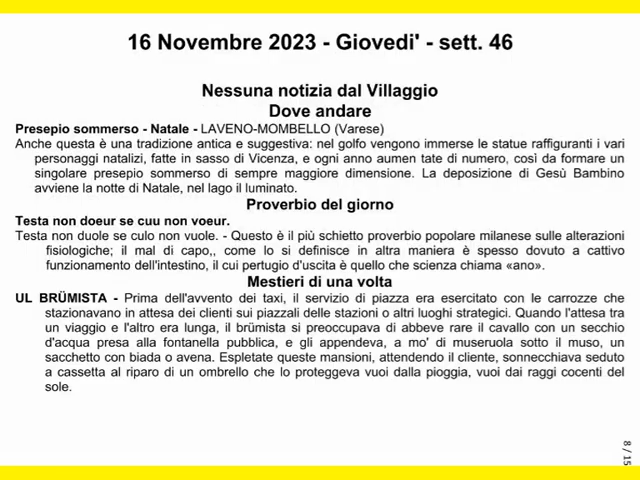 16 Novembre 2023 - Giovedi' - sett. 46
Nessuna notizia dal Villaggio
Dove andare
Presepio sommerso - Natale - LAVENO-MOMBELLO (Varese)
Anche questa è una tradizione antica e suggestiva: nel golfo vengono immerse le statue raffiguranti i vari
personaggi natalizi, fatte in sasso di Vicenza, e ogni anno aumen tate di numero, così da formare un
singolare presepio sommerso di sempre maggiore dimensione. La deposizione di Gesù Bambino
avviene la notte di Natale, nel lago il luminato.
Proverbio del giorno
Testa non doeur se cuu non voeur.
Testa non duole se culo non vuole. - Questo è il più schietto proverbio popolare milanese sulle alterazioni
fisiologiche; il mal di capo,, come lo si definisce in altra maniera è spesso dovuto a cattivo
funzionamento dell'intestino, il cui pertugio d'uscita è quello che scienza chiama «ano».
Mestieri di una volta
UL BRÜMISTA - Prima dell'avvento dei taxi, il servizio di piazza era esercitato con le carrozze che
stazionavano in attesa dei clienti sui piazzali delle stazioni o altri luoghi strategici. Quando l'attesa tra
un viaggio e l'altro era lunga, il brümista si preoccupava di abbeve rare il cavallo con un secchio
d'acqua presa alla fontanella pubblica, e gli appendeva, a mo' di museruola sotto il muso, un
sacchetto con biada o avena. Espletate queste mansioni, attendendo il cliente, sonnecchiava seduto
a cassetta al riparo di un ombrello che lo proteggeva vuoi dalla pioggia, vuoi dai raggi cocenti del
sole.
8 / 15